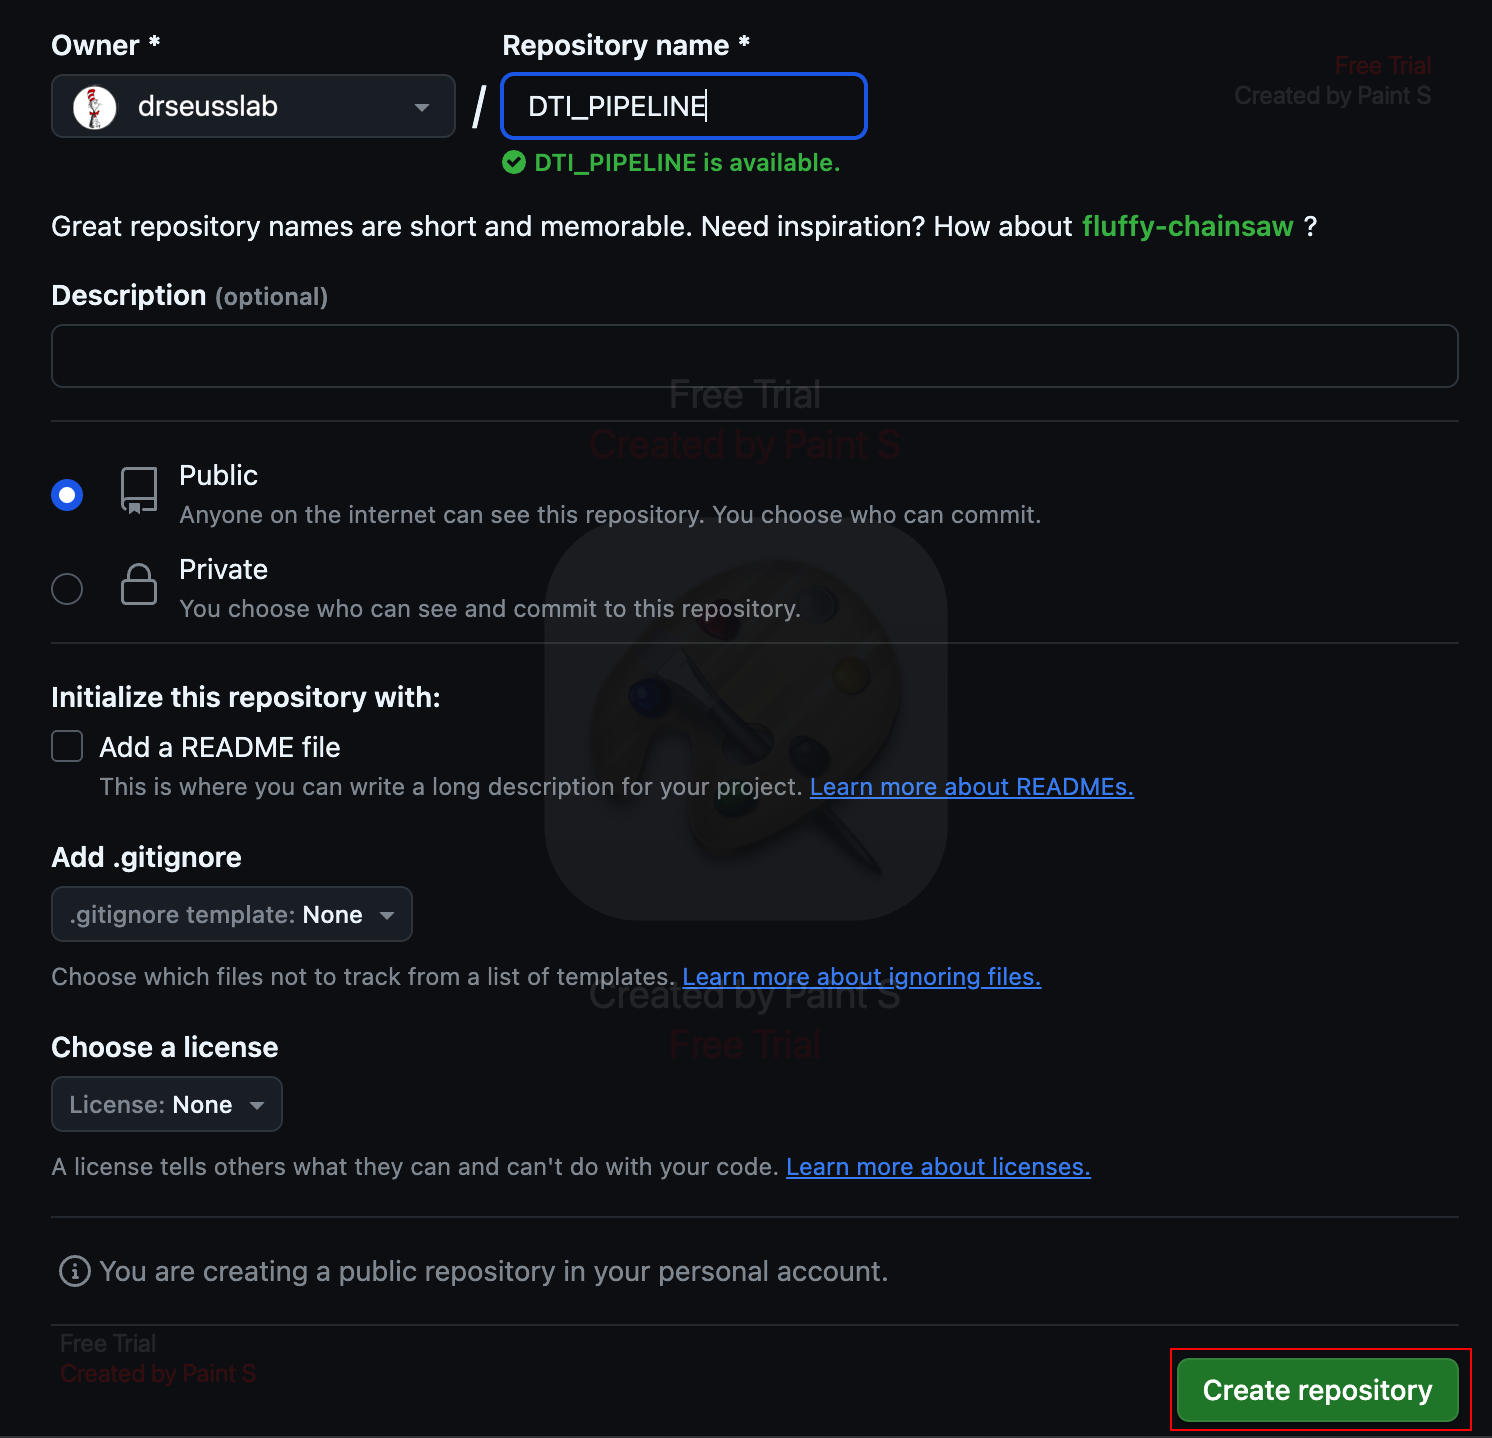 Owner *
Repository name *
Free Trial
Created by Paint S
drseusslab
/
DTI_PIPELINE
DTI_PIPELINE is available.
Great repository names are short and memorable. Need inspiration? How about fluffy-chainsaw ?
Description (optional)
Free Trial
Created by Paint S
Public
Anyone on the internet can see this repository. You choose who can commit.
Private
You choose who can see and commit to this repository.
Initialize this repository with:
Add a README file
This is where you can write a long description for your project. Learn more about READMEs.
Add .gitignore
.gitignore template: None
Choose which files not to track from a list of templates. Learn more about ignoring files.
Created by Paint S
Free Trial
Choose a license
License: None
A license tells others what they can and can't do with your code. Learn more about licenses.
You are creating a public repository in your personal account.
Free Trial
Created by Paint S
Create repository